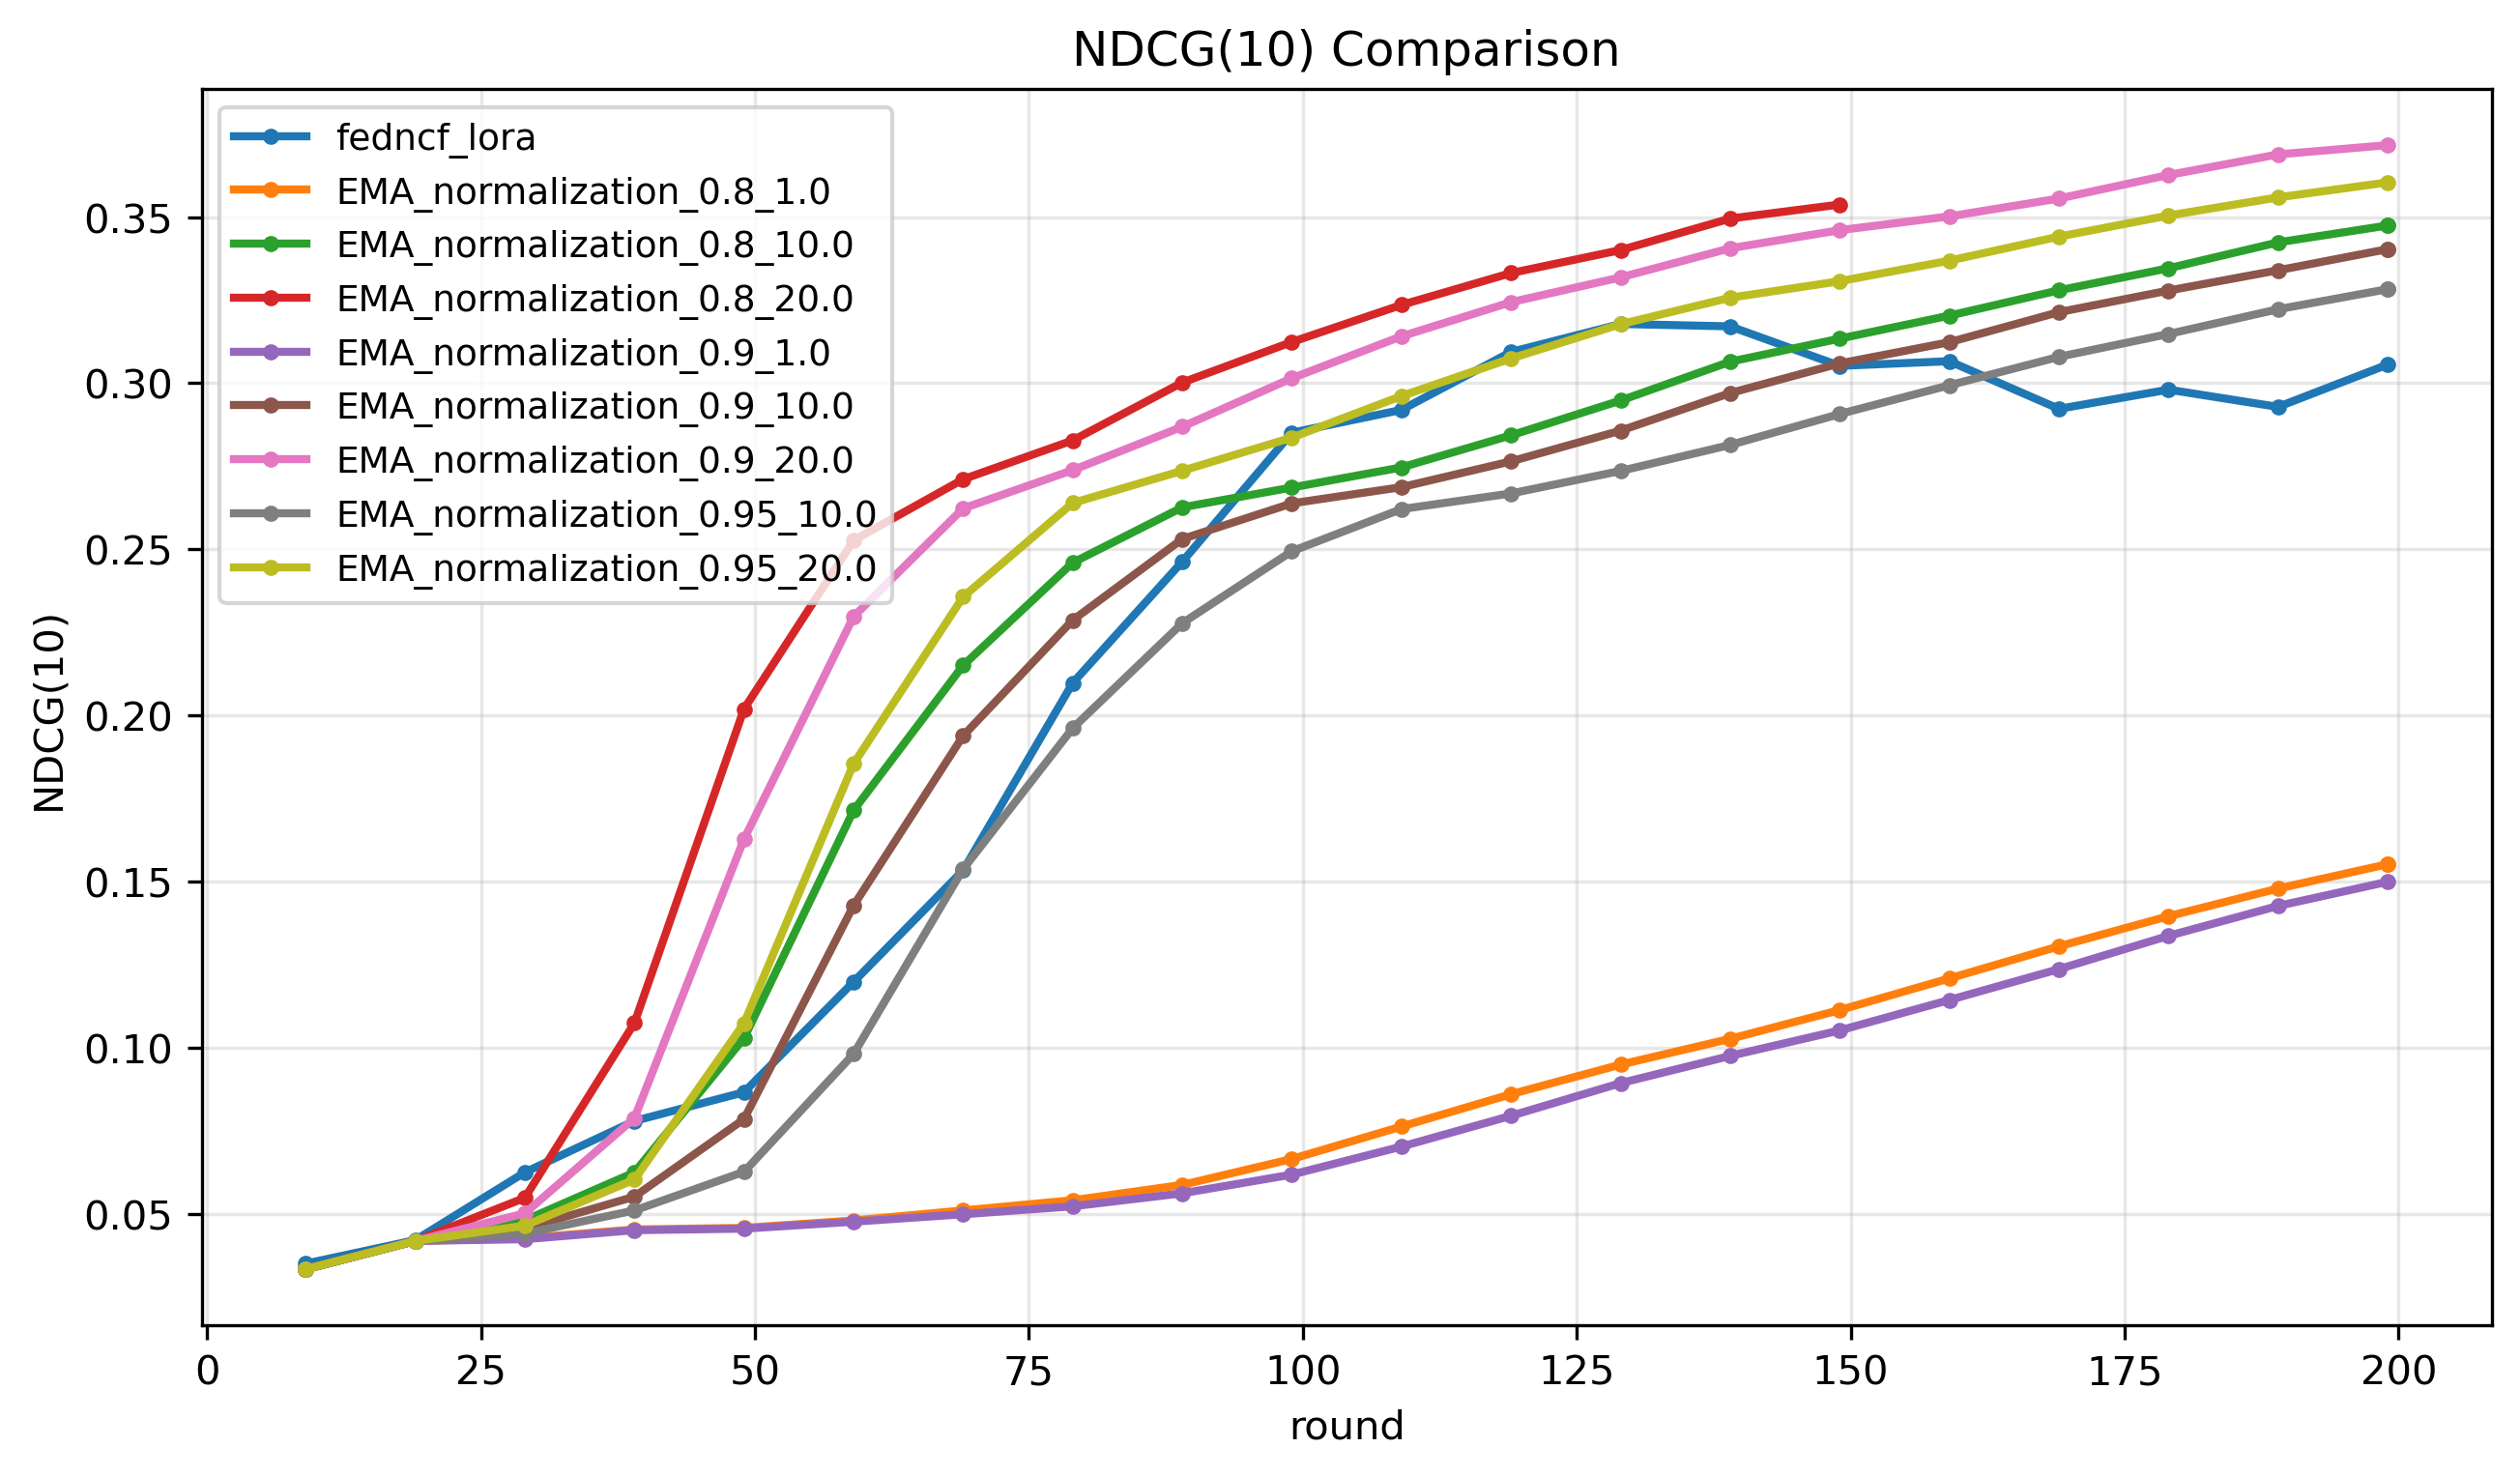 NDCG(10) Comparison
fedncf_lora
EMA_normalization_0.8_1.0
EMA_normalization_0.8_10.0
EMA_normalization_0.8_20.0
EMA_normalization_0.9_1.0
EMA_normalization_0.9_10.0
EMA_normalization_0.9_20.0
EMA_normalization_0.95_10.0
EMA_normalization_0.95_20.0
0.35
0.30
0.25
0.20
0.15
0.10
0.05
NDCG(10)
0 25 50 75 100 125 150 175 200
round